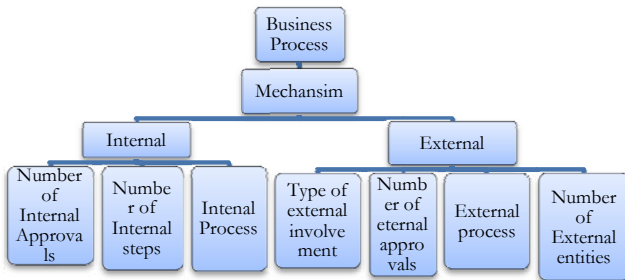 Business
Process
Mechansim
Internal
External
Number
of
Internal
Approva
ls
Numbe
r of
Internal
steps
Intenal
Process
Type of
external
involve
ment
Numb
er of
eternal
appro
vals
External
process
Number
of
External
entities